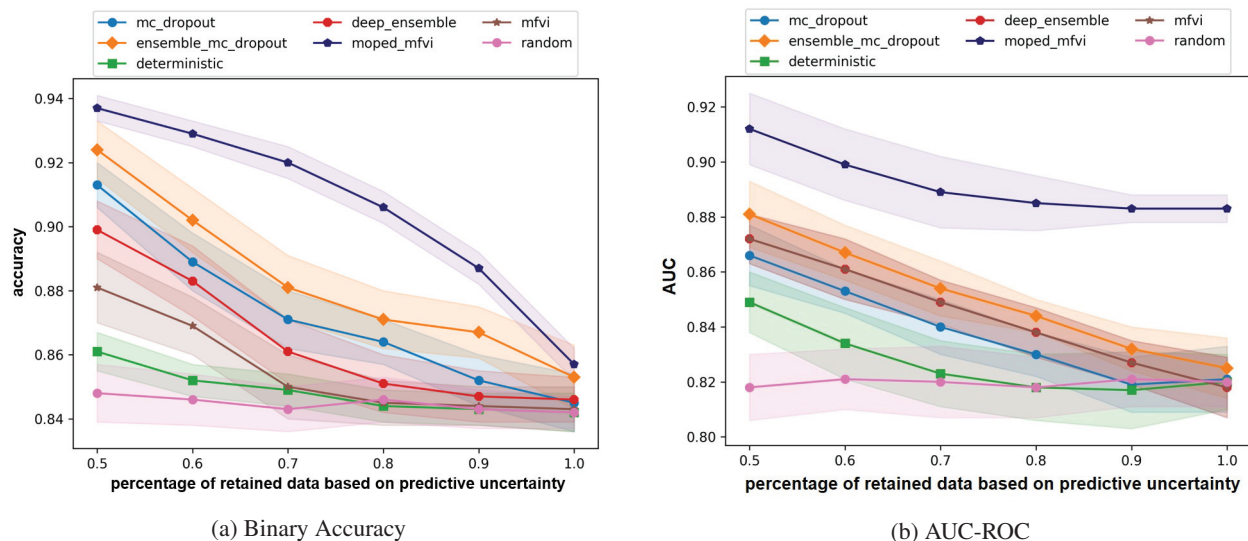 mc_dropout
ensemble_mc_dropout
deterministic
deep_ensemble
moped_mfvi
mfvi
random
0.94
0.92
0.90
0.88
0.86
0.84
accuracy
0.5 0.6 0.7 0.8 0.9 1.0
percentage of retained data based on predictive uncertainty
(a) Binary Accuracy
mc_dropout
ensemble_mc_dropout
deterministic
deep_ensemble
moped_mfvi
mfvi
random
0.92
0.90
0.88
0.86
0.84
0.82
0.80
AUC
0.5 0.6 0.7 0.8 0.9 1.0
percentage of retained data based on predictive uncertainty
(b) AUC-ROC